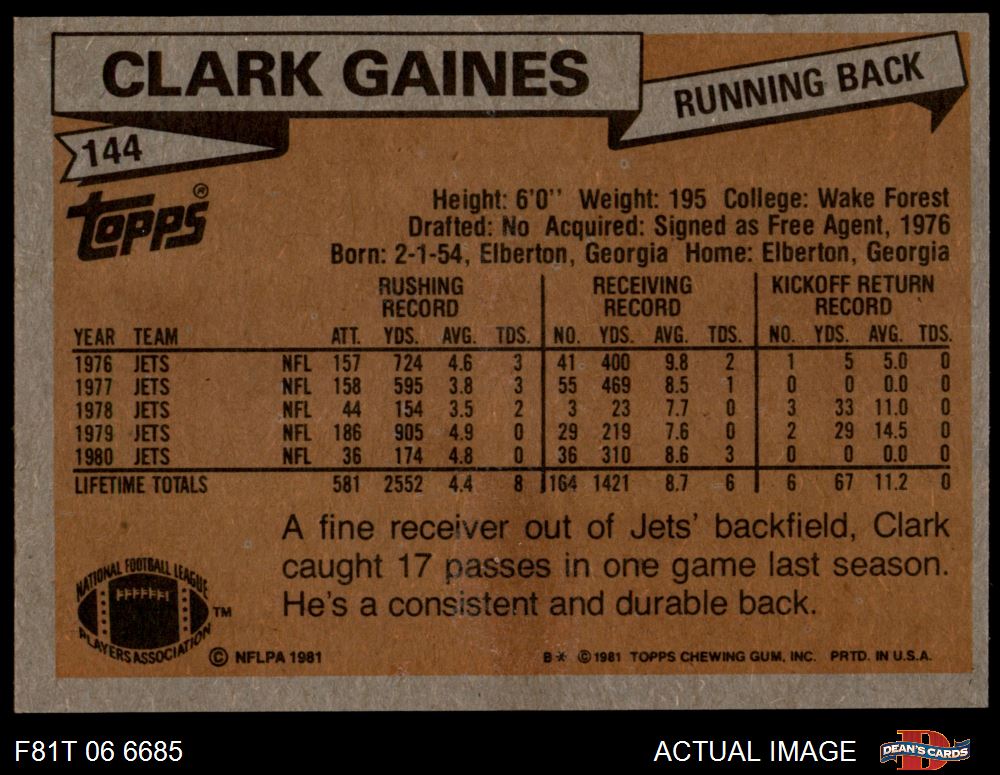 CLARK GAINES
RUNNING BACK
144
Topps®
Height: 6'0'' Weight: 195 College: Wake Forest
Drafted: No Acquired: Signed as Free Agent, 1976
Born: 2-1-54, Elberton, Georgia Home: Elberton, Georgia
RUSHING RECORD RECEIVING RECORD KICKOFF RETURN RECORD
YEAR TEAM ATT. YDS. AVG. TDS. NO. YDS. AVG. TDS. NO. YDS. AVG. TDS.
1976 JETS NFL 157 724 4.6 3 41 400 9.8 2 1 5 5.0 0
1977 JETS NFL 158 595 3.8 3 55 469 8.5 1 0 0 0.0 0
1978 JETS NFL 44 154 3.5 2 3 23 7.7 0 3 33 11.0 0
1979 JETS NFL 186 905 4.9 0 29 219 7.6 0 2 29 14.5 0
1980 JETS NFL 36 174 4.8 0 36 310 8.6 3 0 0 0.0 0
LIFETIME TOTALS 581 2552 4.4 8 164 1421 8.7 6 6 67 11.2 0
A fine receiver out of Jets' backfield, Clark
caught 17 passes in one game last season.
He's a consistent and durable back.
NATIONAL FOOTBALL LEAGUE
PLAYERS ASSOCIATION
TM
© NFLPA 1981
B* © 1981 TOPPS CHEWING GUM, INC. PRTD. IN U.S.A.
F81T 06 6685
ACTUAL IMAGE
D
DEAN'S CARDS